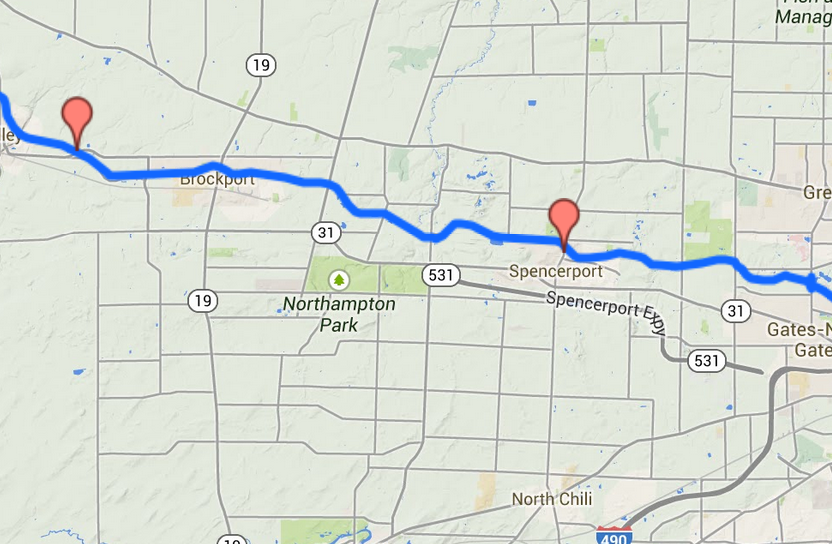 Manag
19
lley
Brockport
Gre
31
531
Spencerport
19
Northampton
Park
Spencerport Expy
31
Gates-N
Gate
531
North Chili
490